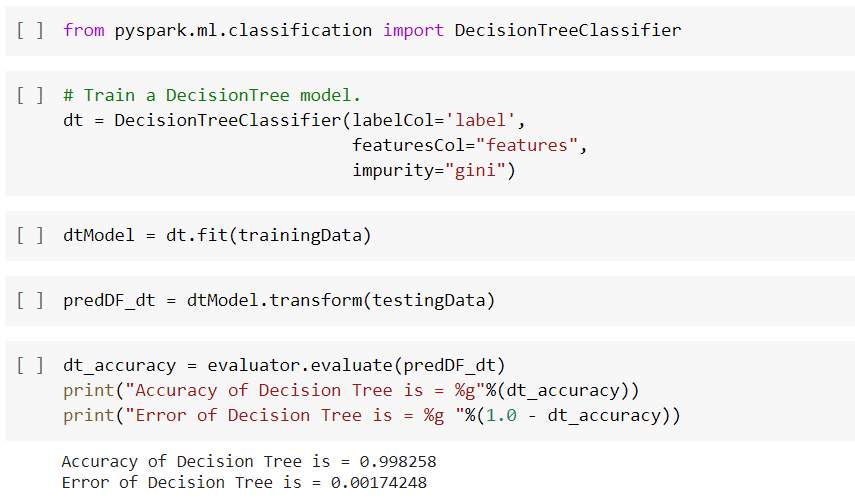 [ ] from pyspark.ml.classification import DecisionTreeClassifier
[ ] # Train a DecisionTree model.
dt = DecisionTreeClassifier(labelCol='label',
featuresCol="features",
impurity="gini")
[ ] dtModel = dt.fit(trainingData)
[ ] predDF_dt = dtModel.transform(testingData)
[ ] dt_accuracy = evaluator.evaluate(predDF_dt)
print("Accuracy of Decision Tree is = %g"%(dt_accuracy))
print("Error of Decision Tree is = %g "%(1.0 - dt_accuracy))
Accuracy of Decision Tree is = 0.998258
Error of Decision Tree is = 0.00174248